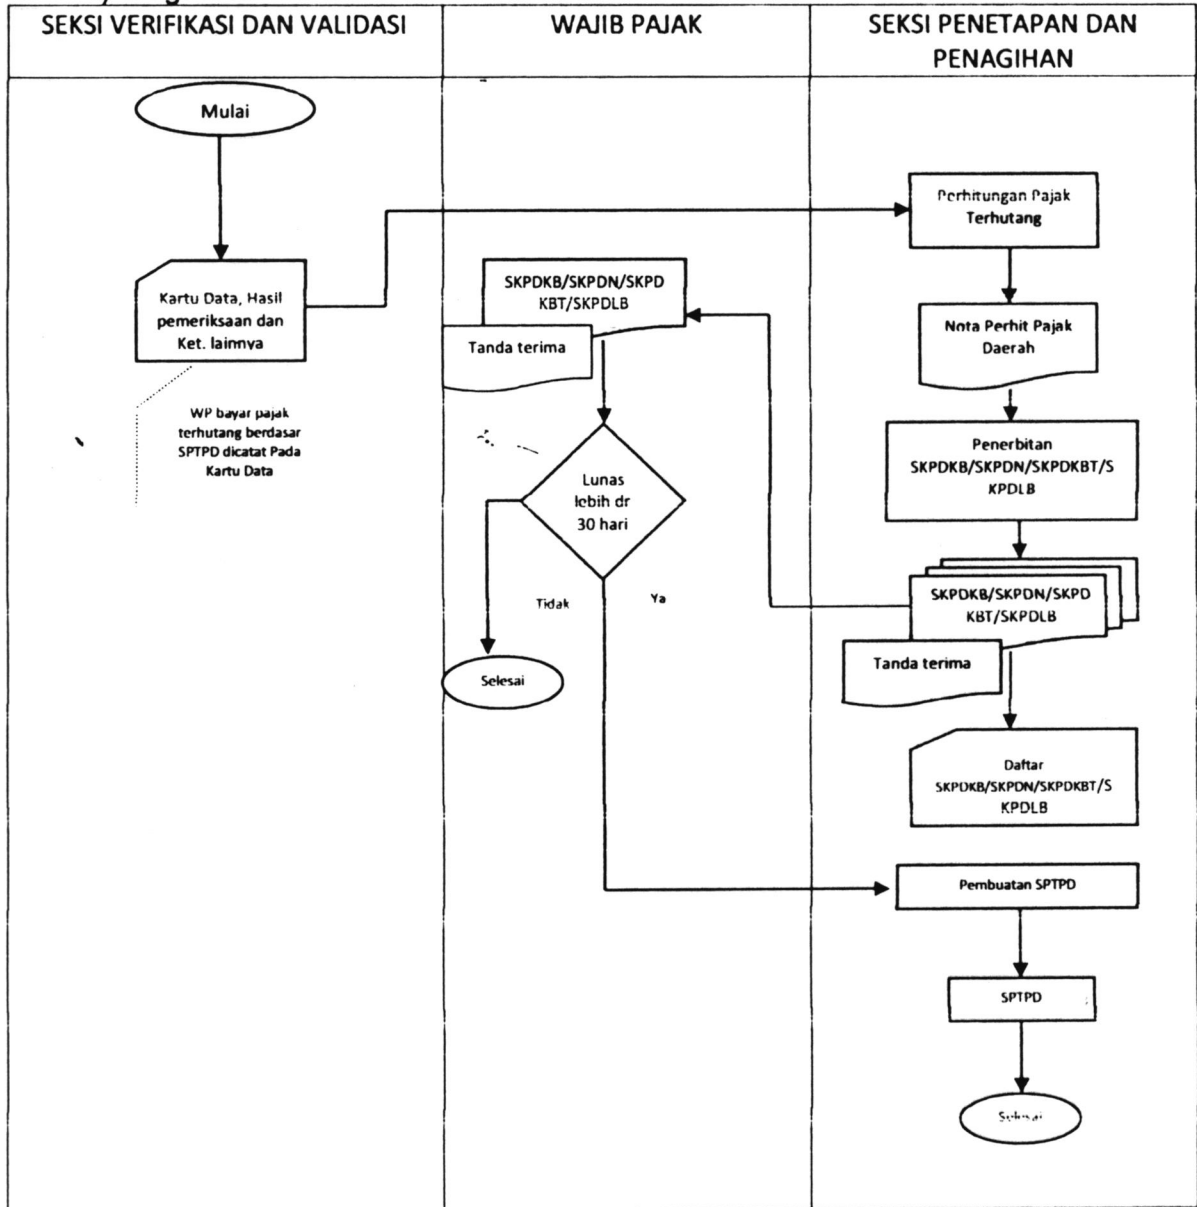 SEKSI VERIFIKASI DAN VALIDASI
WAJIB PAJAK
SEKSI PENETAPAN DAN
PENAGIHAN
Mulai
Perhitungan Pajak
Terhutang
Kartu Data, Hasil
pemeriksaan dan
Ket. lainnya
SKPDKB/SKPDN/SKPD
KBT/SKPDLB
Tanda terima
Nota Perhit Pajak
Daerah
WP bayar pajak
terhutang berdasar
SPTPD dicatat Pada
Kartu Data
Penerbitan
SKPDKB/SKPDN/SKPDKBT/S
KPDLB
Lunas
lebih dr
30 hari
Tidak
Ya
SKPDKB/SKPDN/SKPD
KBT/SKPDLB
Tanda terima
Selesai
Daftar
SKPDKB/SKPDN/SKPDKBT/S
KPDLB
Pembuatan SPTPD
SPTPD
Selesai